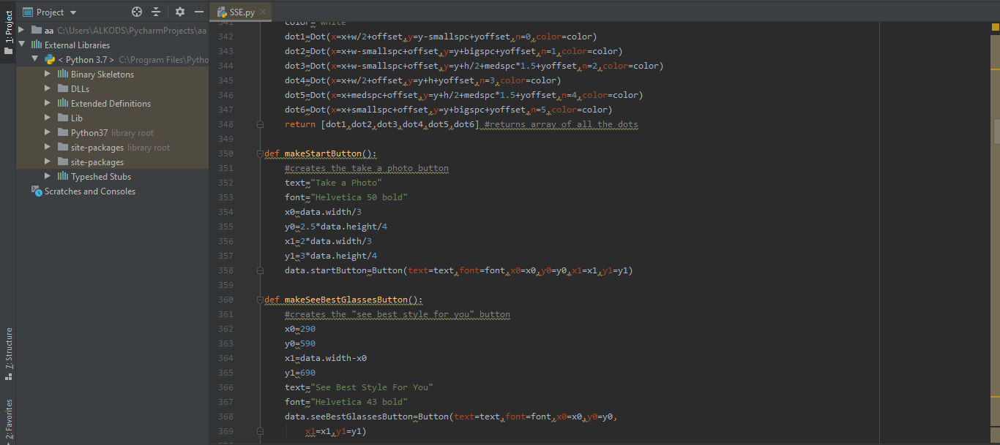 1: Project
Project
SSE.py
aa C:\Users\ALKODS\PycharmProjects\aa
External Libraries
< Python 3.7 > C:\Program Files\Pytho
Binary Skeletons
DLLs
Extended Definitions
Lib
Python37 library root
site-packages library root
site-packages
Typeshed Stubs
Scratches and Consoles
7: Structure
2: Favorites
341 color="white"
342 dot1=Dot(x=x+w/2+offset,y=y-smallspc+yoffset,n=0,color=color)
343 dot2=Dot(x=x+w-smallspc+offset,y=y+bigspc+yoffset,n=1,color=color)
344 dot3=Dot(x=x+w-smallspc+offset,y=y+h/2+medspc*1.5+yoffset,n=2,color=color)
345 dot4=Dot(x=x+w/2+offset,y=y+h+yoffset,n=3,color=color)
346 dot5=Dot(x=x+medspc+offset,y=y+h/2+medspc*1.5+yoffset,n=4,color=color)
347 dot6=Dot(x=x+smallspc+offset,y=y+bigspc+yoffset,n=5,color=color)
348 return [dot1,dot2,dot3,dot4,dot5,dot6] #returns array of all the dots
349
350 def makeStartButton():
351 #creates the take a photo button
352 text="Take a Photo"
353 font="Helvetica 50 bold"
354 x0=data.width/3
355 y0=2.5*data.height/4
356 x1=2*data.width/3
357 y1=3*data.height/4
358 data.startButton=Button(text=text,font=font,x0=x0,y0=y0,x1=x1,y1=y1)
359
360 def makeSeeBestGlassesButton():
361 #creates the "see best style for you" button
362 x0=290
363 y0=590
364 x1=data.width-x0
365 y1=690
366 text="See Best Style For You"
367 font="Helvetica 43 bold"
368 data.seeBestGlassesButton=Button(text=text,font=font,x0=x0,y0=y0,
369 x1=x1,y1=y1)